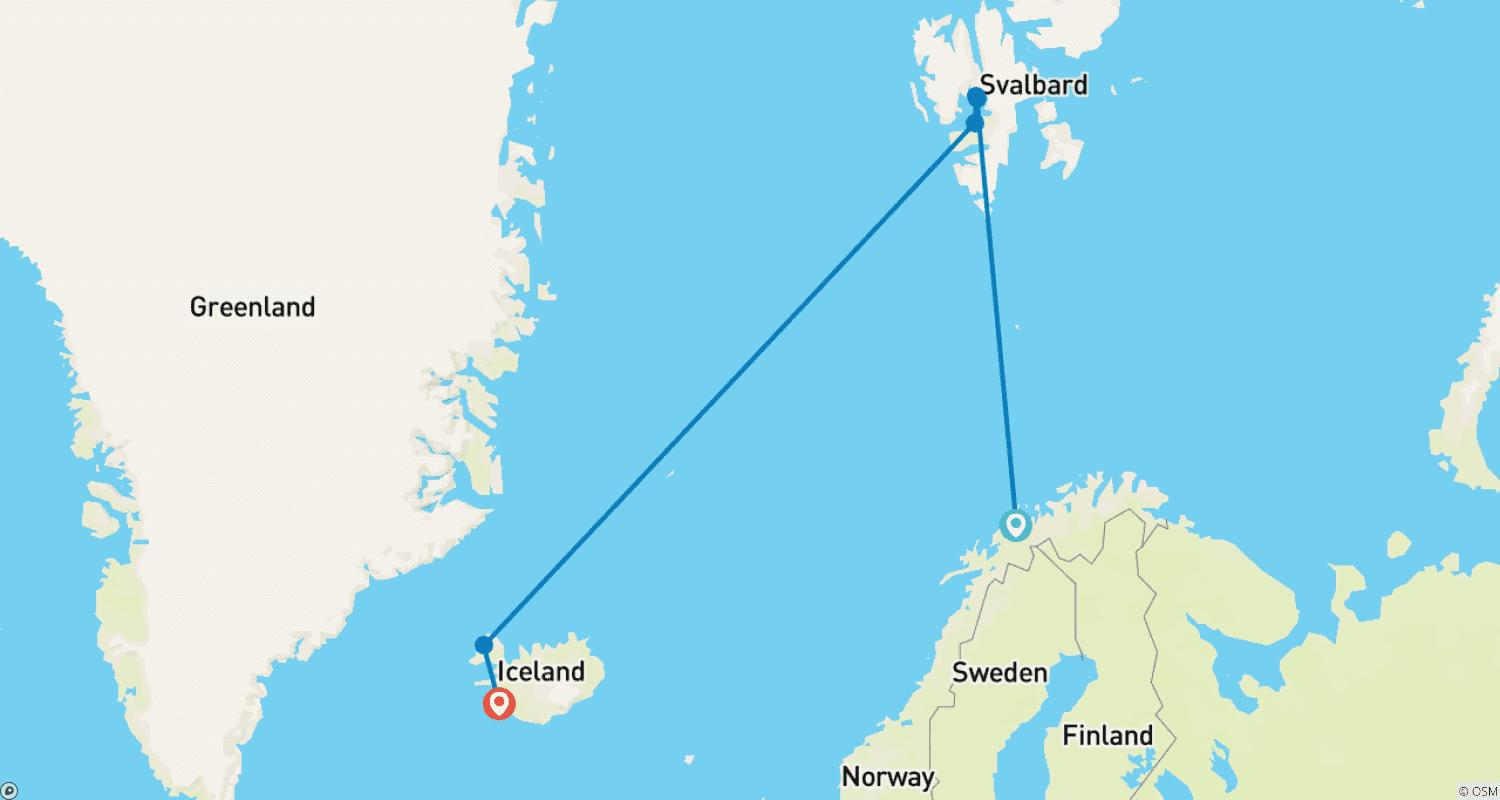 Svalbard
Greenland
Iceland
Sweden
Finland
Norway
© OSM